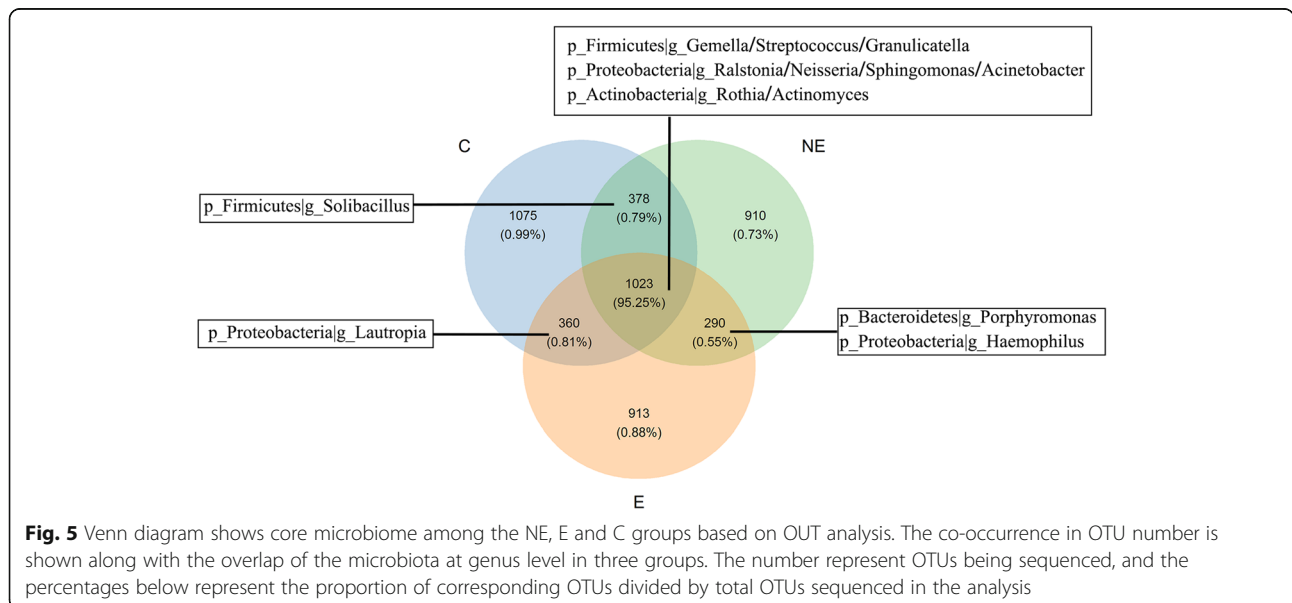 p_Firmicutes|g_Gemella/Streptococcus/Granulicatella
p_Proteobacteria|g_Ralstonia/Neisseria/Sphingomonas/Acinetobacter
p_Actinobacteria|g_Rothia/Actinomyces
C
NE
p_Firmicutes|g_Solibacillus
378
(0.79%)
1075
(0.99%)
910
(0.73%)
1023
(95.25%)
p_Proteobacteria|g_Lautropia
360
(0.81%)
290
(0.55%)
p_Bacteroidetes|g_Porphyromonas
p_Proteobacteria|g_Haemophilus
913
(0.88%)
E
Fig. 5 Venn diagram shows core microbiome among the NE, E and C groups based on OUT analysis. The co-occurrence in OTU number is
shown along with the overlap of the microbiota at genus level in three groups. The number represent OTUs being sequenced, and the
percentages below represent the proportion of corresponding OTUs divided by total OTUs sequenced in the analysis